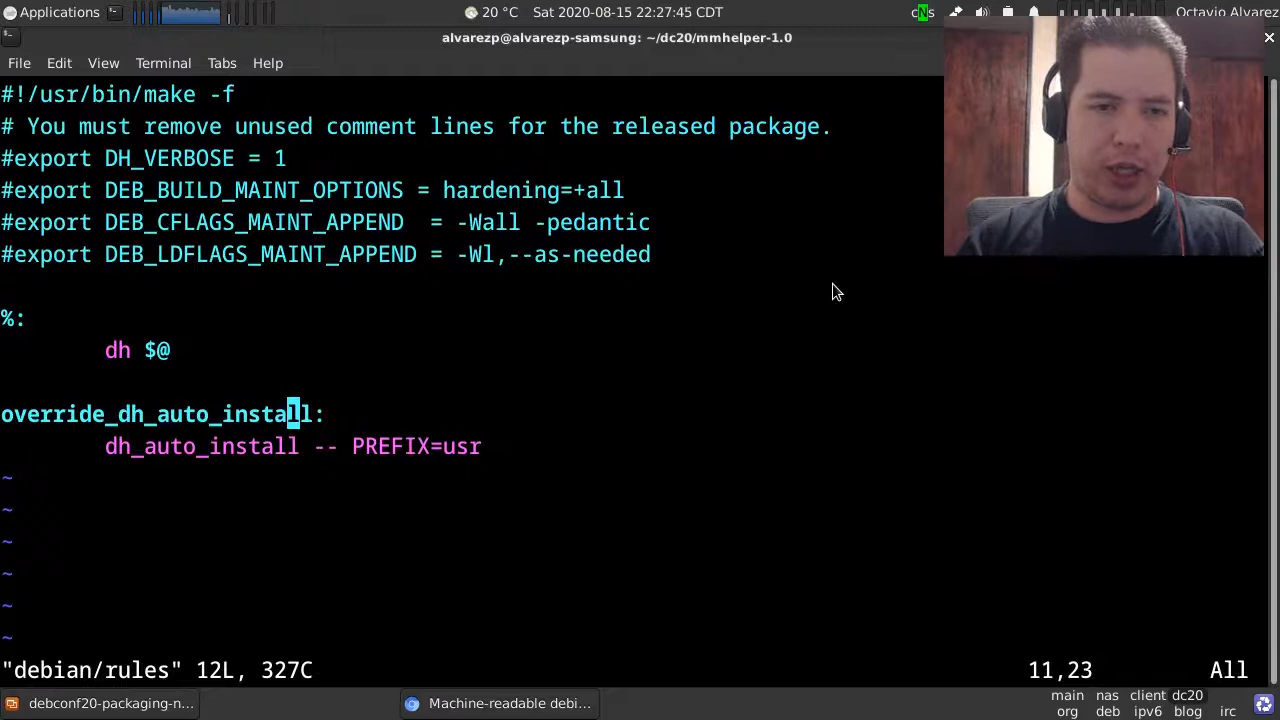 Applications
20 °C Sat 2020-08-15 22:27:45 CDT
Octavio Alvarez
alvarezp@alvarezp-samsung: ~/dc20/mmhelper-1.0
File Edit View Terminal Tabs Help
#!/usr/bin/make -f
# You must remove unused comment lines for the released package.
#export DH_VERBOSE = 1
#export DEB_BUILD_MAINT_OPTIONS = hardening=+all
#export DEB_CFLAGS_MAINT_APPEND  = -Wall -pedantic
#export DEB_LDFLAGS_MAINT_APPEND = -Wl,--as-needed
%:
dh $@
override_dh_auto_install:
dh_auto_install -- PREFIX=usr
~
~
~
~
~
~
"debian/rules" 12L, 327C 11,23 All
debconf20-packaging-n... Machine-readable debi...
main nas client dc20
org deb ipv6 blog irc